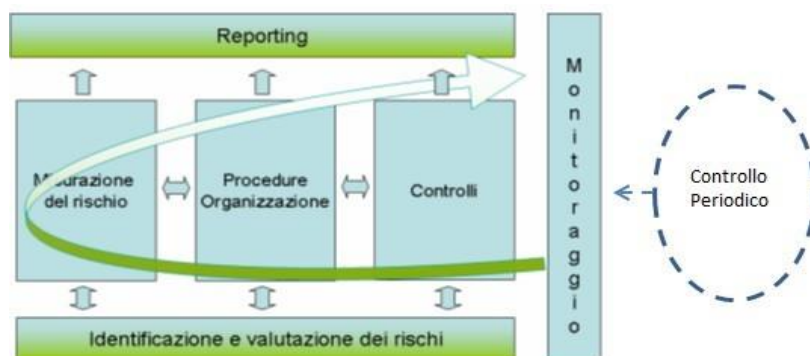 Reporting
Misurazione
del rischio
Procedure
Organizzazione
Controlli
Monitoraggio
Controllo
Periodico
Identificazione e valutazione dei rischi